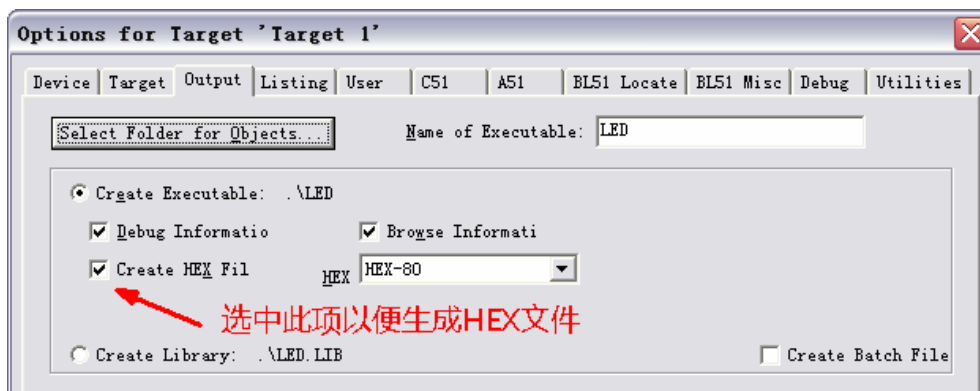 Options for Target 'Target 1'
Device Target Output Listing User C51 A51 BL51 Locate BL51 Misc Debug Utilities
Select Folder for Objects... Name of Executable: LED
Create Executable: .\LED
Debug Informatio Browse Informati
Create HEX Fil HEX HEX-80
选中此项以便生成HEX文件
Create Library: .\LED.LIB Create Batch File